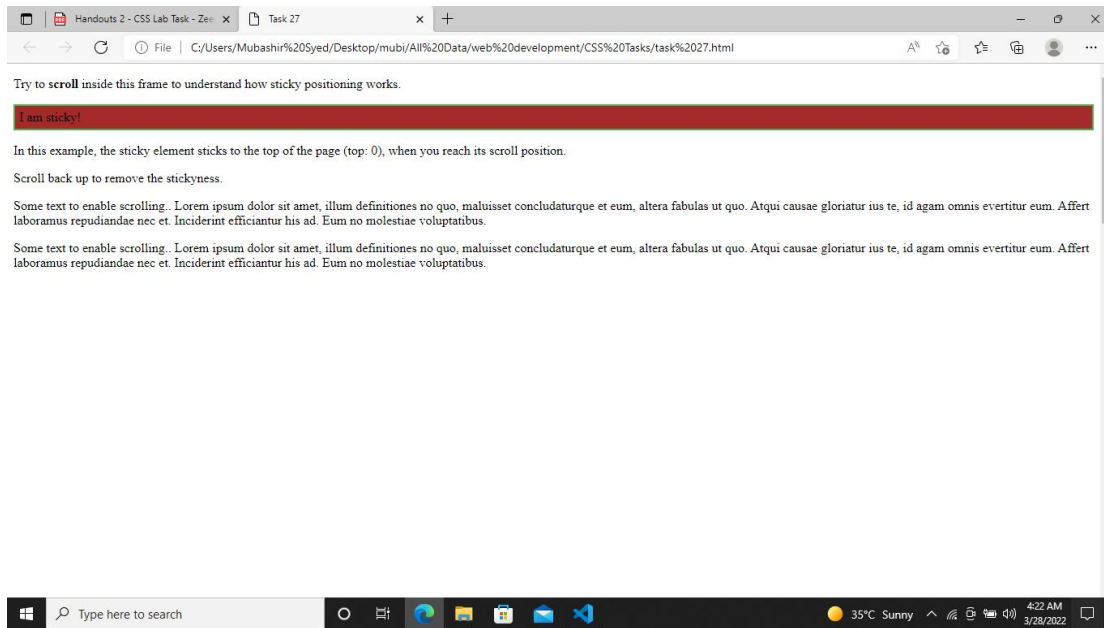 Handouts 2 - CSS Lab Task - Zee
Task 27
File
C:/Users/Mubashir%20Syed/Desktop/mubi/All%20Data/web%20development/CSS%20Tasks/task%2027.html
Try to scroll inside this frame to understand how sticky positioning works.
I am sticky!
In this example, the sticky element sticks to the top of the page (top: 0), when you reach its scroll position.
Scroll back up to remove the stickyness.
Some text to enable scrolling.. Lorem ipsum dolor sit amet, illum definitiones no quo, maluisset concludaturque et eum, altera fabulas ut quo. Atqui causae gloriatur ius te, id agam omnis evertitur eum. Affert
laboramus repudiandae nec et. Inciderint efficiantur his ad. Eum no molestiae voluptatibus.
Some text to enable scrolling.. Lorem ipsum dolor sit amet, illum definitiones no quo, maluisset concludaturque et eum, altera fabulas ut quo. Atqui causae gloriatur ius te, id agam omnis evertitur eum. Affert
laboramus repudiandae nec et. Inciderint efficiantur his ad. Eum no molestiae voluptatibus.
Type here to search
35°C Sunny
4:22 AM
3/28/2022